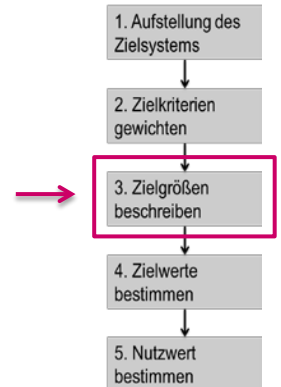 1. Aufstellung des
Zielsystems
2. Zielkriterien
gewichten
3. Zielgrößen
beschreiben
4. Zielwerte
bestimmen
5. Nutzwert
bestimmen